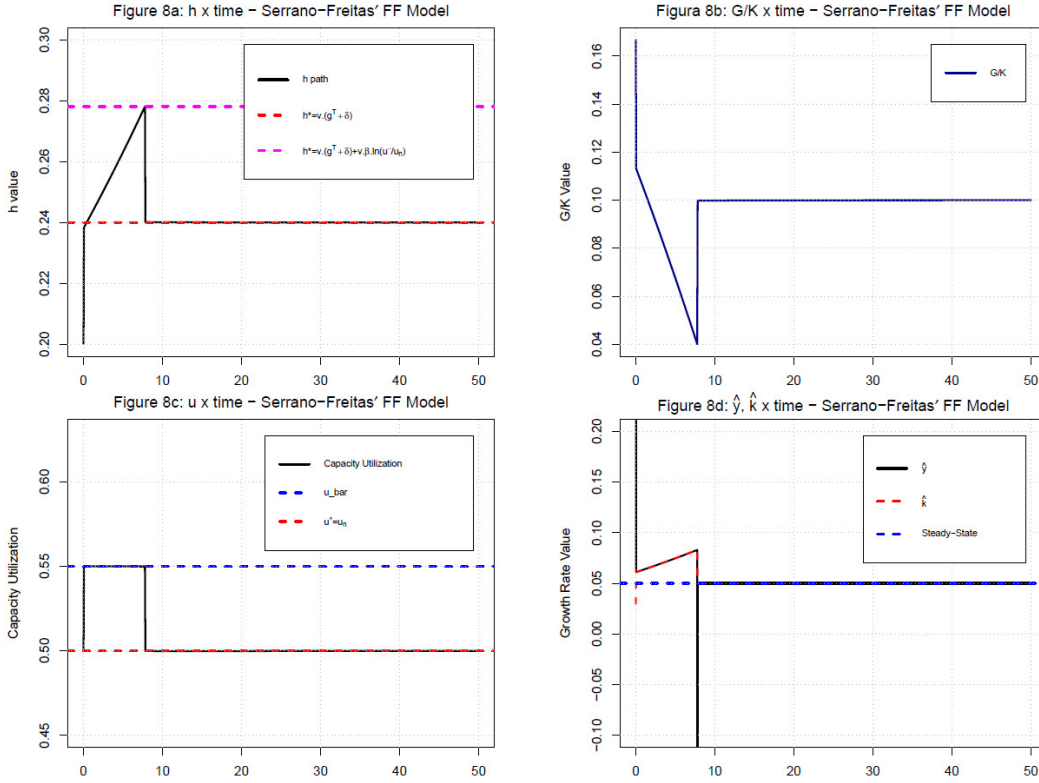 Figure 8a: h x time − Serrano−Freitas′ FF Model
h value
0.30
0.28
0.26
0.24
0.22
0.20
h path
h*=v.(gᵀ+δ)
h*=v.(gᵀ+δ)+v.β.ln(u⁻/uₙ)
0 10 20 30 40 50
Figura 8b: G/K x time − Serrano−Freitas′ FF Model
G/K Value
0.16
0.14
0.12
0.10
0.08
0.06
0.04
G/K
0 10 20 30 40 50
Figure 8c: u x time − Serrano−Freitas′ FF Model
Capacity Utilization
0.60
0.55
0.50
0.45
Capacity Utilization
u_bar
u*=uₙ
0 10 20 30 40 50
Figure 8d: ŷ, k̂ x time − Serrano−Freitas′ FF Model
Growth Rate Value
0.20
0.15
0.10
0.05
0.00
−0.05
−0.10
ŷ
k̂
Steady−State
0 10 20 30 40 50